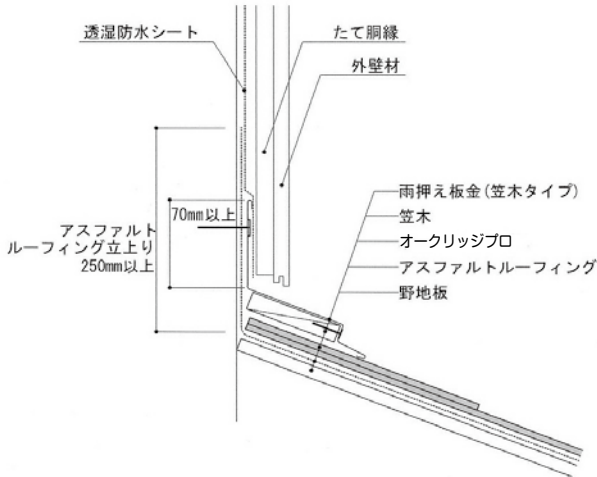 透湿防水シート
たて胴縁
外壁材
70mm以上
アスファルト
ルーフィング立上り
250mm以上
雨押え板金(笠木タイプ)
笠木
オークリッジプロ
アスファルトルーフィング
野地板